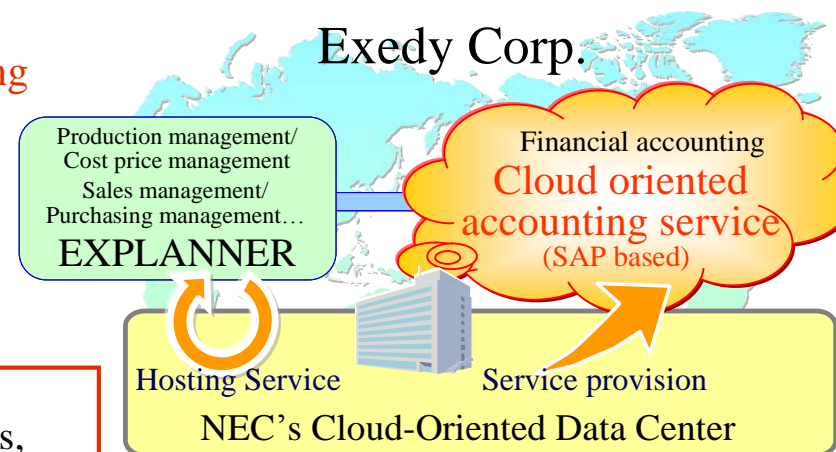 Exedy Corp.
ng
Production management/
Cost price management
Sales management/
Purchasing management…
EXPLANNER
Financial accounting
Cloud oriented
accounting service
(SAP based)
Hosting Service
Service provision
NEC's Cloud-Oriented Data Center
s,